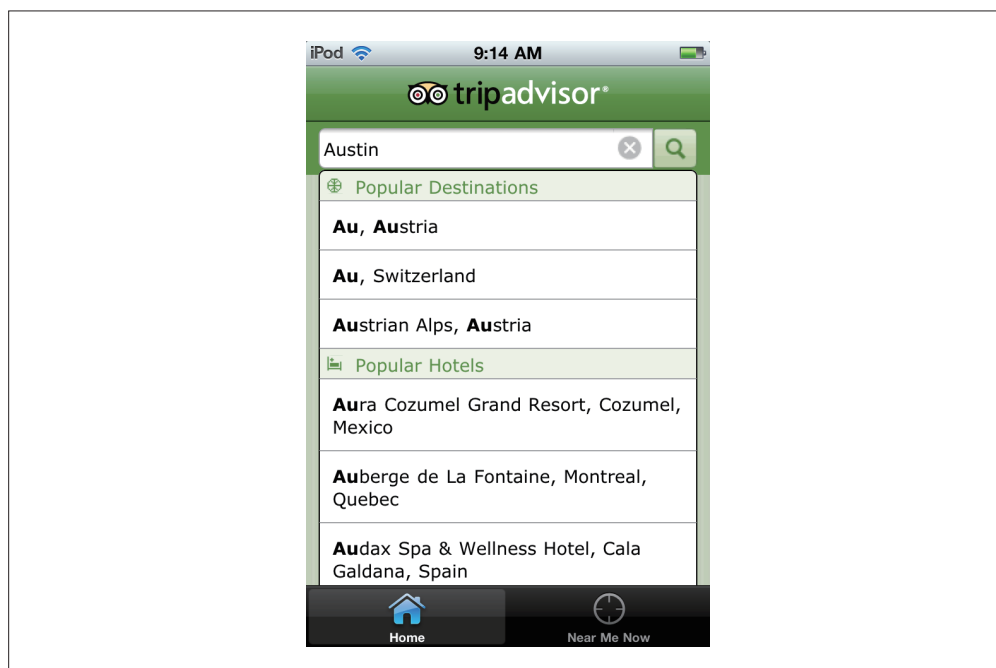 iPod 9:14 AM
tripadvisor®
Austin
Popular Destinations
Au, Austria
Au, Switzerland
Austrian Alps, Austria
Popular Hotels
Aura Cozumel Grand Resort, Cozumel,
Mexico
Auberge de La Fontaine, Montreal,
Quebec
Audax Spa & Wellness Hotel, Cala
Galdana, Spain
Home Near Me Now